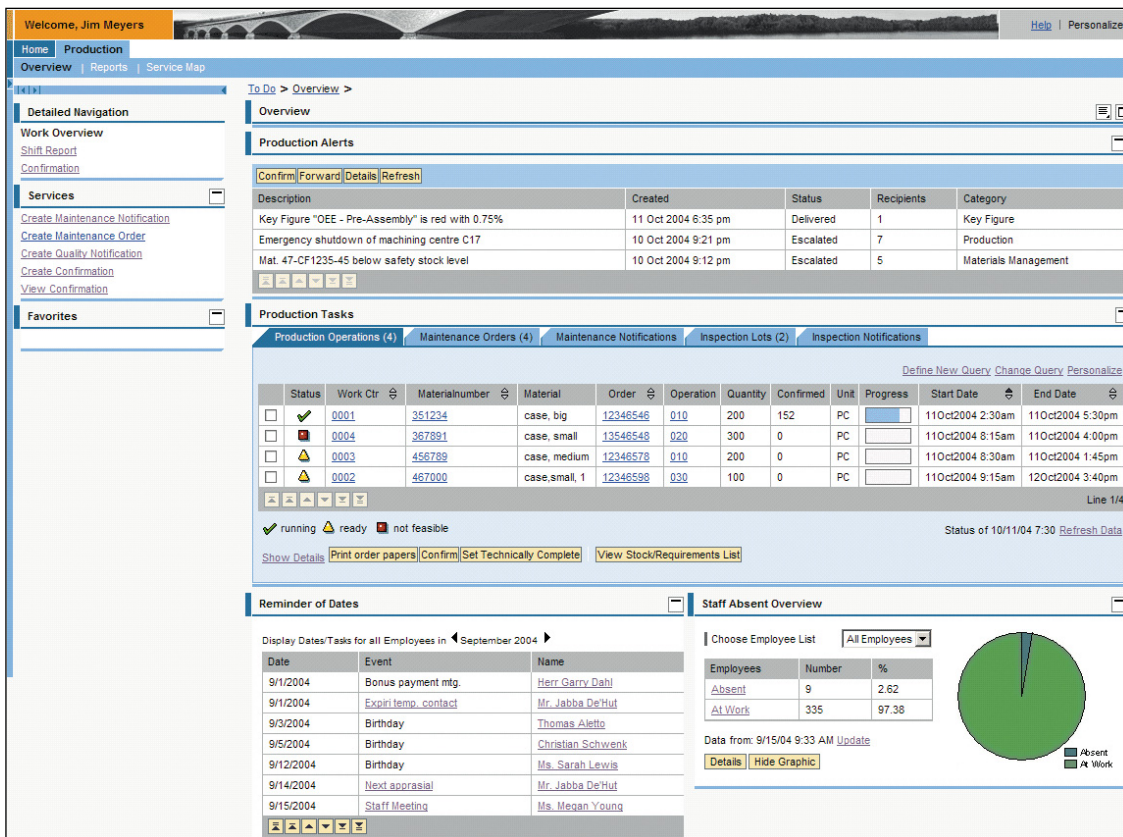 Welcome, Jim Meyers
Help | Personalize
Home Production
Overview | Reports | Service Map
To Do > Overview >
Detailed Navigation
Work Overview
Shift Report
Confirmation
Services
Create Maintenance Notification
Create Maintenance Order
Create Quality Notification
Create Confirmation
View Confirmation
Favorites
Overview
Production Alerts
Confirm Forward Details Refresh
Description Created Status Recipients Category
Key Figure "OEE - Pre-Assembly" is red with 0.75% 11 Oct 2004 6:35 pm Delivered 1 Key Figure
Emergency shutdown of machining centre C17 10 Oct 2004 9:21 pm Escalated 7 Production
Mat. 47-CF1235-45 below safety stock level 10 Oct 2004 9:12 pm Escalated 5 Materials Management
Production Tasks
Production Operations (4) Maintenance Orders (4) Maintenance Notifications Inspection Lots (2) Inspection Notifications
Define New Query Change Query Personalize
Status Work Ctr Materialnumber Material Order Operation Quantity Confirmed Unit Progress Start Date End Date
0001 351234 case, big 12346546 010 200 152 PC 11Oct2004 2:30am 11Oct2004 5:30pm
0004 367891 case, small 13546548 020 300 0 PC 11Oct2004 8:15am 11Oct2004 4:00pm
0003 456789 case, medium 12346578 010 200 0 PC 11Oct2004 8:30am 11Oct2004 1:45pm
0002 467000 case,small, 1 12346598 030 100 0 PC 11Oct2004 9:15am 12Oct2004 3:40pm
Line 1/4
running ready not feasible
Status of 10/11/04 7:30 Refresh Data
Show Details Print order papers Confirm Set Technically Complete View Stock/Requirements List
Reminder of Dates
Display Dates/Tasks for all Employees in September 2004
Date Event Name
9/1/2004 Bonus payment mtg. Herr Garry Dahl
9/1/2004 Expiri temp. contact Mr. Jabba De'Hut
9/3/2004 Birthday Thomas Aletto
9/5/2004 Birthday Christian Schwenk
9/12/2004 Birthday Ms. Sarah Lewis
9/14/2004 Next apprasial Mr. Jabba De'Hut
9/15/2004 Staff Meeting Ms. Megan Young
Staff Absent Overview
Choose Employee List All Employees
Employees Number %
Absent 9 2.62
At Work 335 97.38
Data from: 9/15/04 9:33 AM Update
Details Hide Graphic
Absent
At Work